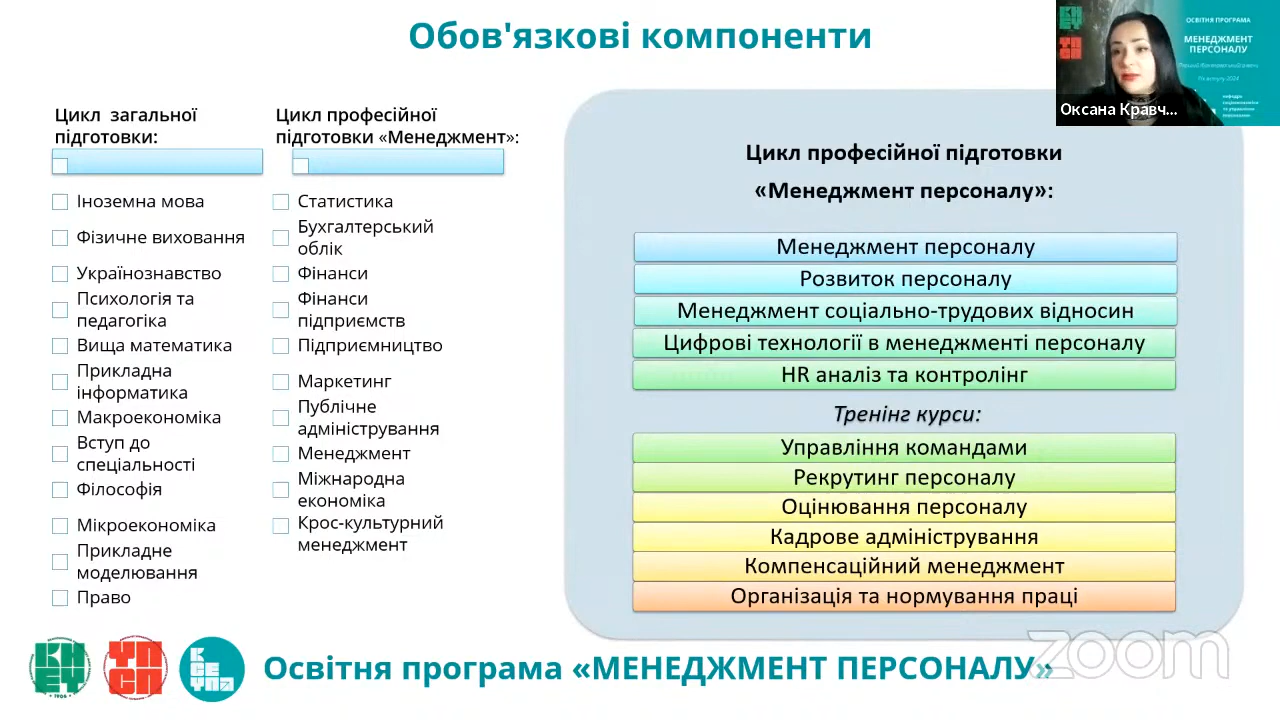 Обов'язкові компоненти
Цикл загальної
підготовки:
Іноземна мова
Фізичне виховання
Українознавство
Психологія та
педагогіка
Вища математика
Прикладна
інформатика
Макроекономіка
Вступ до
спеціальності
Філософія
Мікроекономіка
Прикладне
моделювання
Право
Цикл професійної
підготовки «Менеджмент»:
Статистика
Бухгалтерський
облік
Фінанси
Фінанси
підприємств
Підприємництво
Маркетинг
Публічне
адміністрування
Менеджмент
Міжнародна
економіка
Крос-культурний
менеджмент
Цикл професійної підготовки
«Менеджмент персоналу»:
Менеджмент персоналу
Розвиток персоналу
Менеджмент соціально-трудових відносин
Цифрові технології в менеджменті персоналу
HR аналіз та контролінг
Тренінг курси:
Управління командами
Рекрутинг персоналу
Оцінювання персоналу
Кадрове адміністрування
Компенсаційний менеджмент
Організація та нормування праці
ОСВІТНЯ ПРОГРАМА
МЕНЕДЖМЕНТ
ПЕРСОНАЛУ
Оксана Кравч...
КНЕУ
1906
Освітня програма «МЕНЕДЖМЕНТ ПЕРСОНАЛУ»
zoom